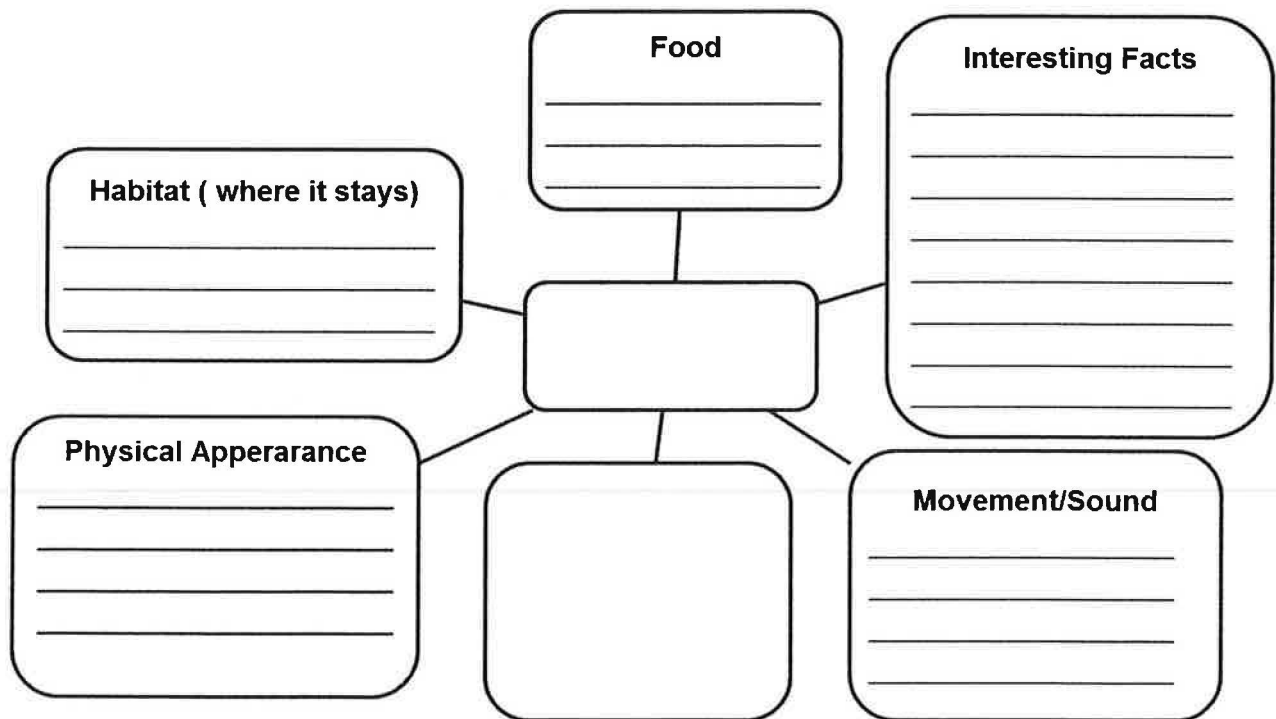 Food
Interesting Facts
Habitat ( where it stays)
Physical Apperarance
Movement/Sound